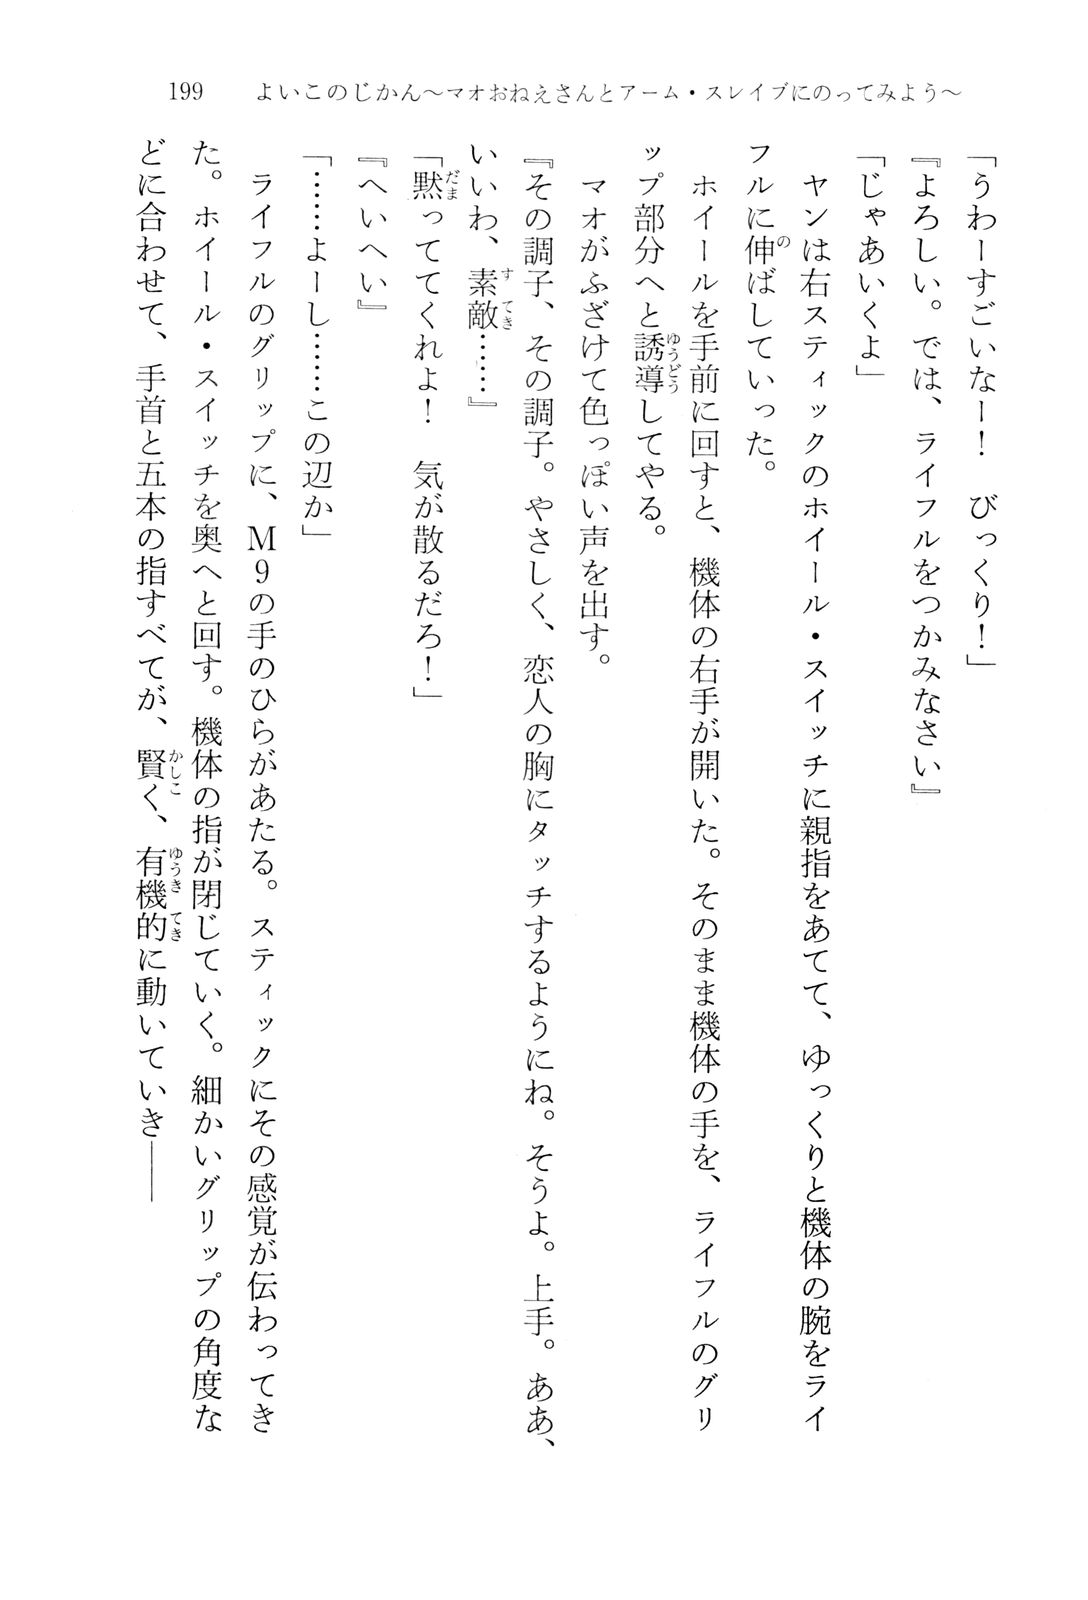 199　よいこのじかん〜マオおねえさんとアーム・スレイブにのってみよう〜
「うわーすごいなー！　びっくり！」
『よろしい。では、ライフルをつかみなさい』
「じゃあいくよ」
　ヤンは右スティックのホイール・スイッチに親指をあてて、ゆっくりと機体の腕をライ
フルに伸ばしていった。
　ホイールを手前に回すと、機体の右手が開いた。そのまま機体の手を、ライフルのグリ
ップ部分へと誘導してやる。
　マオがふざけて色っぽい声を出す。
『その調子、その調子。やさしく、恋人の胸にタッチするようにね。そうよ。上手。ああ、
いいわ、素敵……』
「黙っててくれよ！　気が散るだろ！」
『へいへい』
「……よーし……この辺か」
　ライフルのグリップに、M9の手のひらがあたる。スティックにその感覚が伝わってき
た。ホイール・スイッチを奥へと回す。機体の指が閉じていく。細かいグリップの角度な
どに合わせて、手首と五本の指すべてが、賢く、有機的に動いていき――